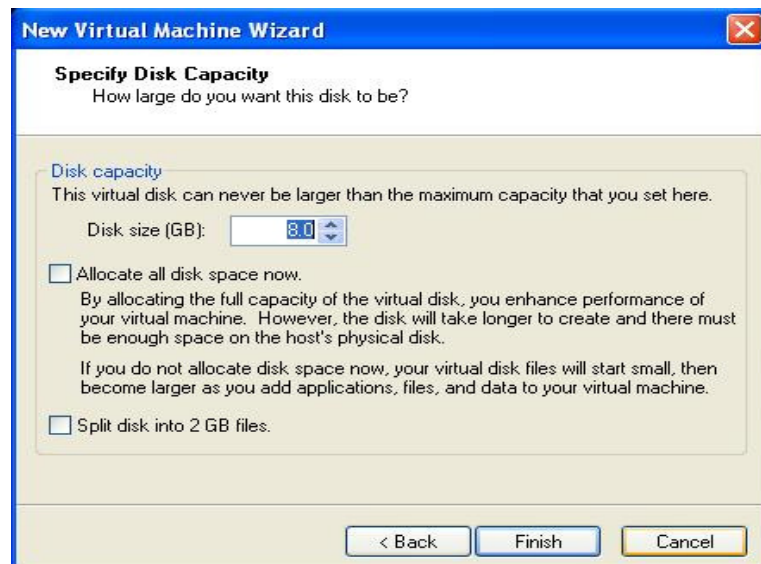 New Virtual Machine Wizard
Specify Disk Capacity
How large do you want this disk to be?
Disk capacity
This virtual disk can never be larger than the maximum capacity that you set here.
Disk size (GB): 8.0
Allocate all disk space now.
By allocating the full capacity of the virtual disk, you enhance performance of
your virtual machine. However, the disk will take longer to create and there must
be enough space on the host's physical disk.
If you do not allocate disk space now, your virtual disk files will start small, then
become larger as you add applications, files, and data to your virtual machine.
Split disk into 2 GB files.
< Back Finish Cancel